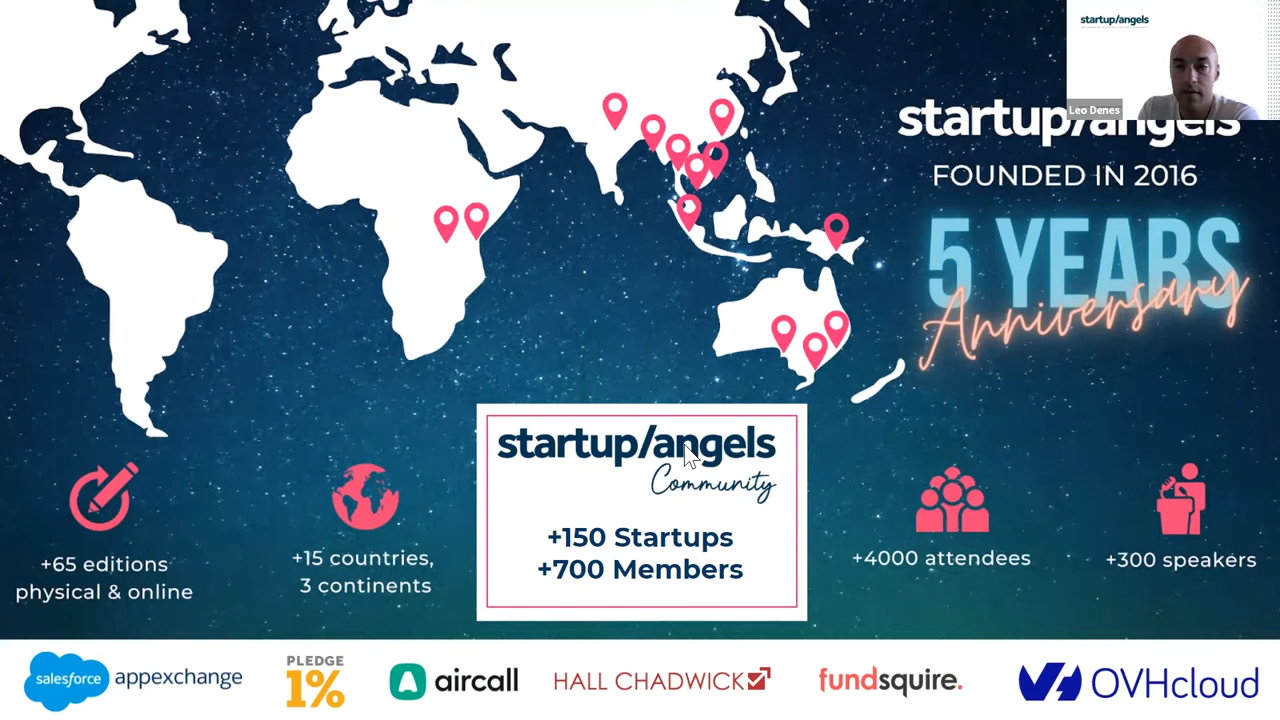 startup/angels
Leo Denes
startup/angels
FOUNDED IN 2016
5 YEARS
Anniversary
startup/angels
Community
+150 Startups
+700 Members
+65 editions
physical & online
+15 countries,
3 continents
+4000 attendees
+300 speakers
salesforce appexchange
PLEDGE
1%
aircall
HALL CHADWICK
fundsquire.
OVHcloud